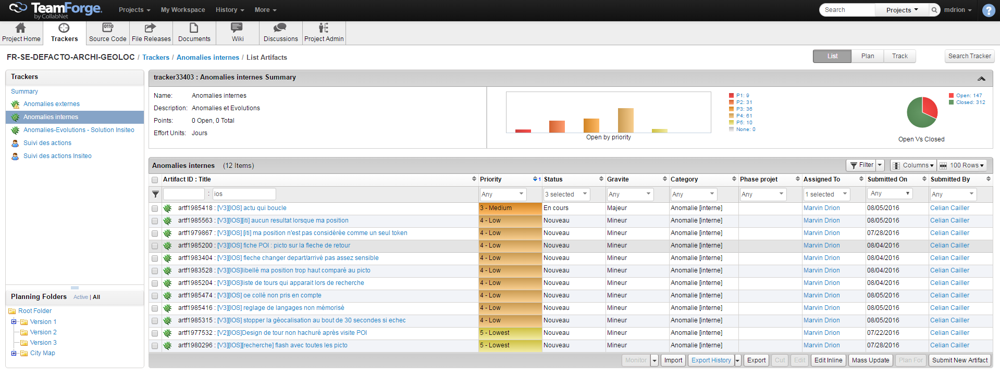 TeamForge. Projects My Workspace History More Search Projects mdrion ?
by CollabNet
Project Home Trackers Source Code File Releases Documents Wiki Discussions Project Admin
FR-SE-DEFACTO-ARCHI-GEOLOC / Trackers / Anomalies internes / List Artifacts List Plan Track Search Tracker
Trackers
Summary
Anomalies externes
Anomalies internes
Anomalies-Evolutions - Solution Insiteo
Suivi des actions
Suivi des actions Insiteo
Planning Folders Active | All
Root Folder
Version 1
Version 2
Version 3
City Map
tracker33403 : Anomalies internes Summary
Name: Anomalies internes
Description: Anomalies et Evolutions
Points: 0 Open, 0 Total
Effort Units: Jours
Open by priority
P1: 9
P2: 31
P3: 36
P4: 61
P5: 10
None: 0
Open Vs Closed
Open: 147
Closed: 312
Anomalies internes (12 Items) Filter Columns 100 Rows
Artifact ID : Title Priority 1 Status Gravite Category Phase projet Assigned To Submitted On Submitted By
: ios Any 3 selected Any Any Any 1 selected Any Any
artf1985418 : [V3][IOS] actu qui boucle 3 - Medium En cours Majeur Anomalie [interne] Marvin Drion 08/05/2016 Celian Cailler
artf1985563 : [V3][IOS][iti] aucun resultat lorsque ma position 4 - Low Nouveau Mineur Anomalie [interne] Marvin Drion 08/05/2016 Celian Cailler
artf1979867 : [V3][IOS] [iti] ma position n'est pas considérée comme un seul token 4 - Low Nouveau Mineur Anomalie [interne] Marvin Drion 07/28/2016 Celian Cailler
artf1985200 : [V3][IOS] fiche POI : picto sur la fleche de retour 4 - Low Nouveau Mineur Anomalie [interne] Marvin Drion 08/04/2016 Celian Cailler
artf1983404 : [V3][IOS] fleche changer depart/arrivé pas assez sensible 4 - Low Nouveau Mineur Anomalie [interne] Marvin Drion 08/04/2016 Celian Cailler
artf1983528 : [V3][IOS]libellé ma position trop haut comparé au picto 4 - Low Nouveau Mineur Anomalie [interne] Marvin Drion 08/04/2016 Celian Cailler
artf1985204 : [V3][IOS]liste de tours qui apparait lors de recherche 4 - Low Nouveau Mineur Anomalie [interne] Marvin Drion 08/04/2016 Celian Cailler
artf1985474 : [V3][IOS] oe collé non pris en compte 4 - Low Nouveau Mineur Anomalie [interne] Marvin Drion 08/05/2016 Celian Cailler
artf1985416 : [V3][IOS] reglage de langages non mémorisé 4 - Low Nouveau Mineur Anomalie [interne] Marvin Drion 08/05/2016 Celian Cailler
artf1985315 : [V3][IOS] stopper la géocalisation au bout de 30 secondes si echec 4 - Low Nouveau Mineur Anomalie [interne] Marvin Drion 08/05/2016 Celian Cailler
artf1977532 : [V2][IOS]Design de tour non hachuré après visite POI 5 - Lowest Nouveau Mineur Anomalie [interne] Marvin Drion 07/22/2016 Celian Cailler
artf1980296 : [V3][IOS][recherche] flash avec toutes les picto 5 - Lowest Nouveau Mineur Anomalie [interne] Marvin Drion 07/28/2016 Celian Cailler
Monitor Import Export History Export Cut Edit Edit Inline Mass Update Plan For Submit New Artifact